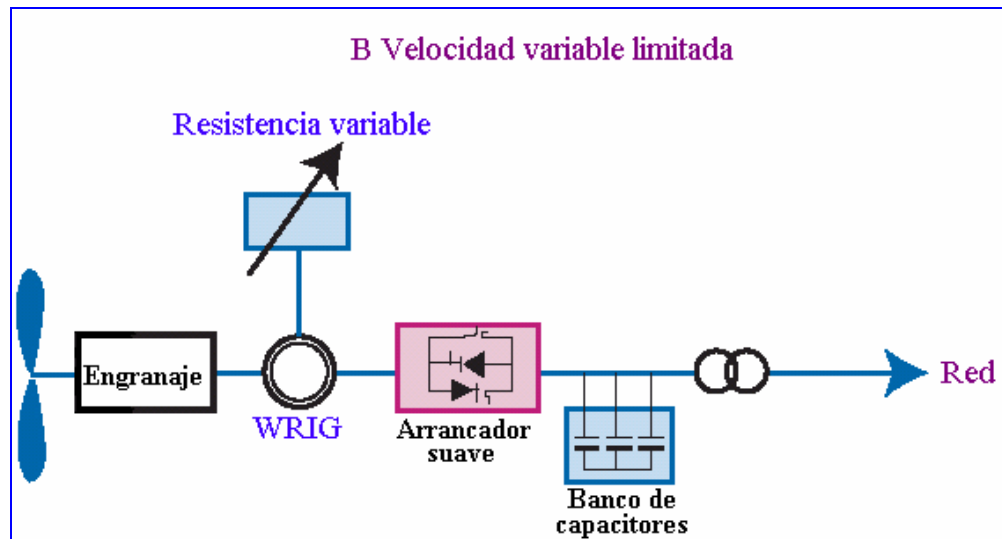 B Velocidad variable limitada
Resistencia variable
Engranaje
WRIG
Arrancador
suave
Banco de
capacitores
Red